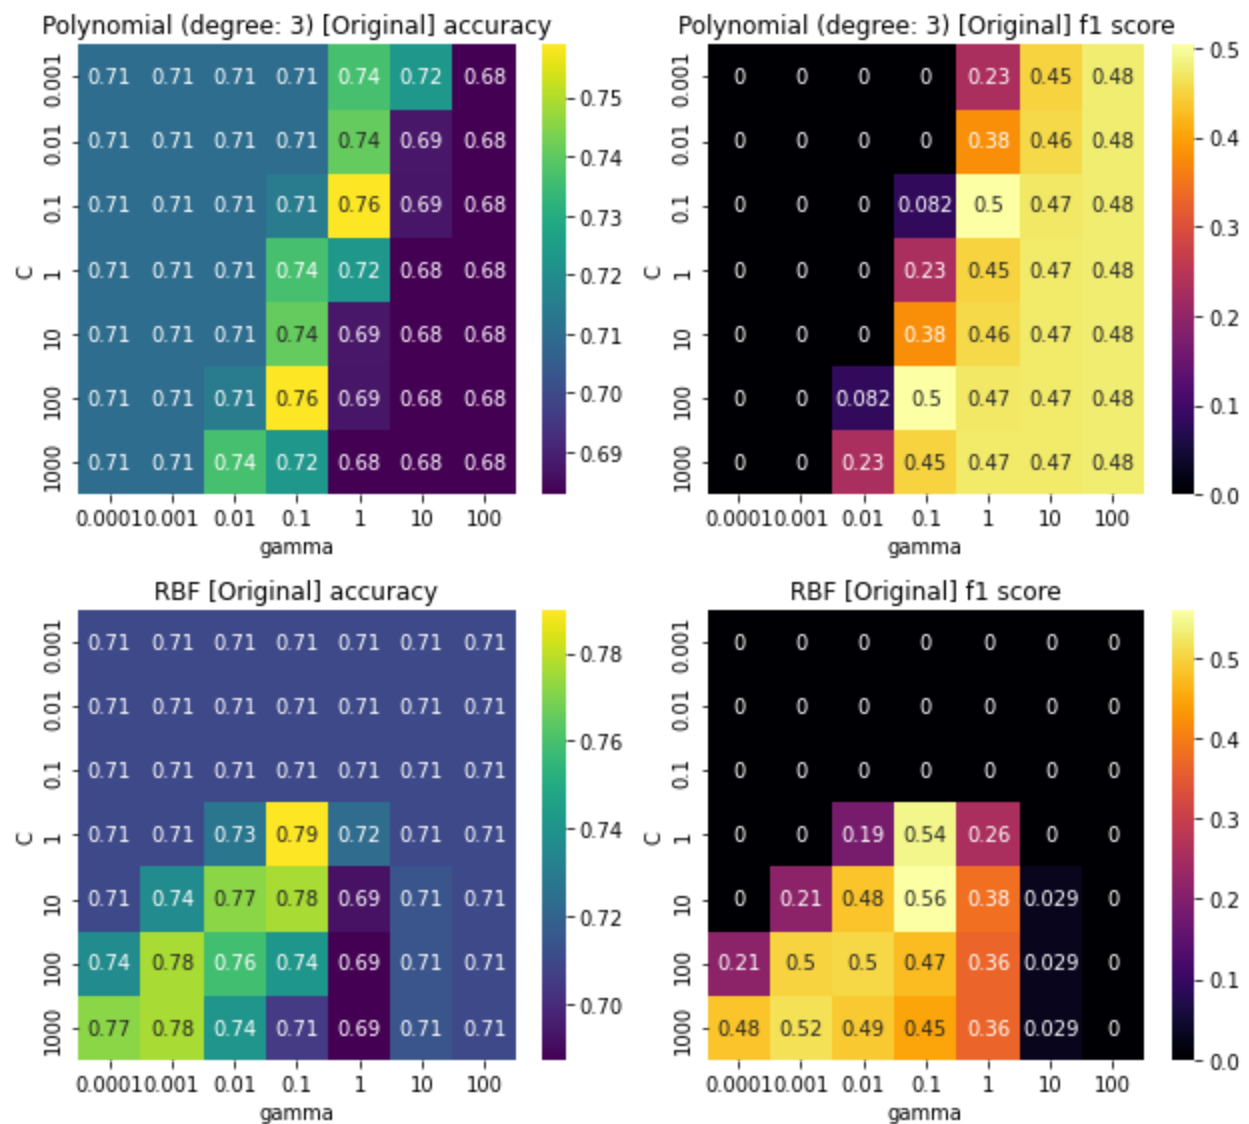 Polynomial (degree: 3) [Original] accuracy
0.001 0.71 0.71 0.71 0.71 0.74 0.72 0.68
0.01 0.71 0.71 0.71 0.71 0.74 0.69 0.68
0.1 0.71 0.71 0.71 0.71 0.76 0.69 0.68
1 0.71 0.71 0.71 0.74 0.72 0.68 0.68
10 0.71 0.71 0.71 0.74 0.69 0.68 0.68
100 0.71 0.71 0.71 0.76 0.69 0.68 0.68
1000 0.71 0.71 0.74 0.72 0.68 0.68 0.68
C
0.0001 0.001 0.01 0.1 1 10 100
gamma
0.75
0.74
0.73
0.72
0.71
0.70
0.69
Polynomial (degree: 3) [Original] f1 score
0.001 0 0 0 0 0.23 0.45 0.48
0.01 0 0 0 0 0.38 0.46 0.48
0.1 0 0 0 0.082 0.5 0.47 0.48
1 0 0 0 0.23 0.45 0.47 0.48
10 0 0 0 0.38 0.46 0.47 0.48
100 0 0 0.082 0.5 0.47 0.47 0.48
1000 0 0 0.23 0.45 0.47 0.47 0.48
C
0.0001 0.001 0.01 0.1 1 10 100
gamma
0.5
0.4
0.3
0.2
0.1
0.0
RBF [Original] accuracy
0.001 0.71 0.71 0.71 0.71 0.71 0.71 0.71
0.01 0.71 0.71 0.71 0.71 0.71 0.71 0.71
0.1 0.71 0.71 0.71 0.71 0.71 0.71 0.71
1 0.71 0.71 0.73 0.79 0.72 0.71 0.71
10 0.71 0.74 0.77 0.78 0.69 0.71 0.71
100 0.74 0.78 0.76 0.74 0.69 0.71 0.71
1000 0.77 0.78 0.74 0.71 0.69 0.71 0.71
C
0.0001 0.001 0.01 0.1 1 10 100
gamma
0.78
0.76
0.74
0.72
0.70
RBF [Original] f1 score
0.001 0 0 0 0 0 0 0
0.01 0 0 0 0 0 0 0
0.1 0 0 0 0 0 0 0
1 0 0 0.19 0.54 0.26 0 0
10 0 0.21 0.48 0.56 0.38 0.029 0
100 0.21 0.5 0.5 0.47 0.36 0.029 0
1000 0.48 0.52 0.49 0.45 0.36 0.029 0
C
0.0001 0.001 0.01 0.1 1 10 100
gamma
0.5
0.4
0.3
0.2
0.1
0.0